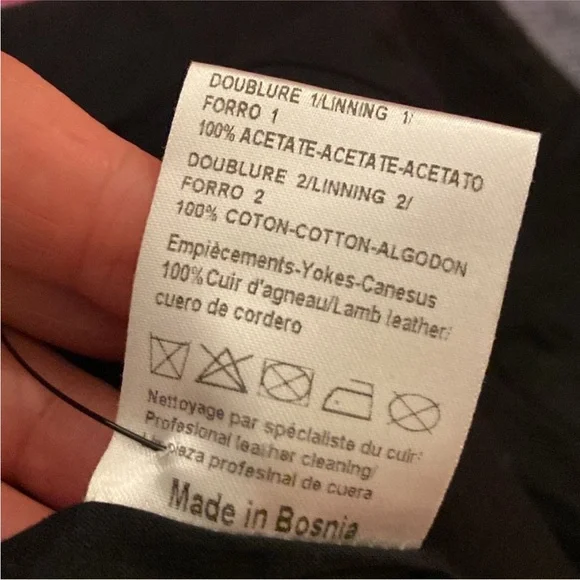 DOUBLURE 1/LINNING 1/
FORRO 1
100% ACETATE-ACETATE-ACETATO
DOUBLURE 2/LINNING 2/
FORRO 2
100% COTON-COTTON-ALGODON
Empiècements-Yokes-Canesus
100%Cuir d'agneau/Lamb leather/
cuero de cordero
Nettoyage par spécialiste du cuir/
Profesional leather cleaning/
profesinal de cuera
Made in Bosnia